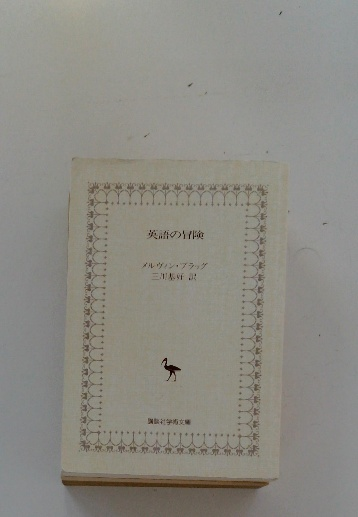 英語の冒険
メルヴィン・ブラッグ
三川基好 訳
講談社学術文庫